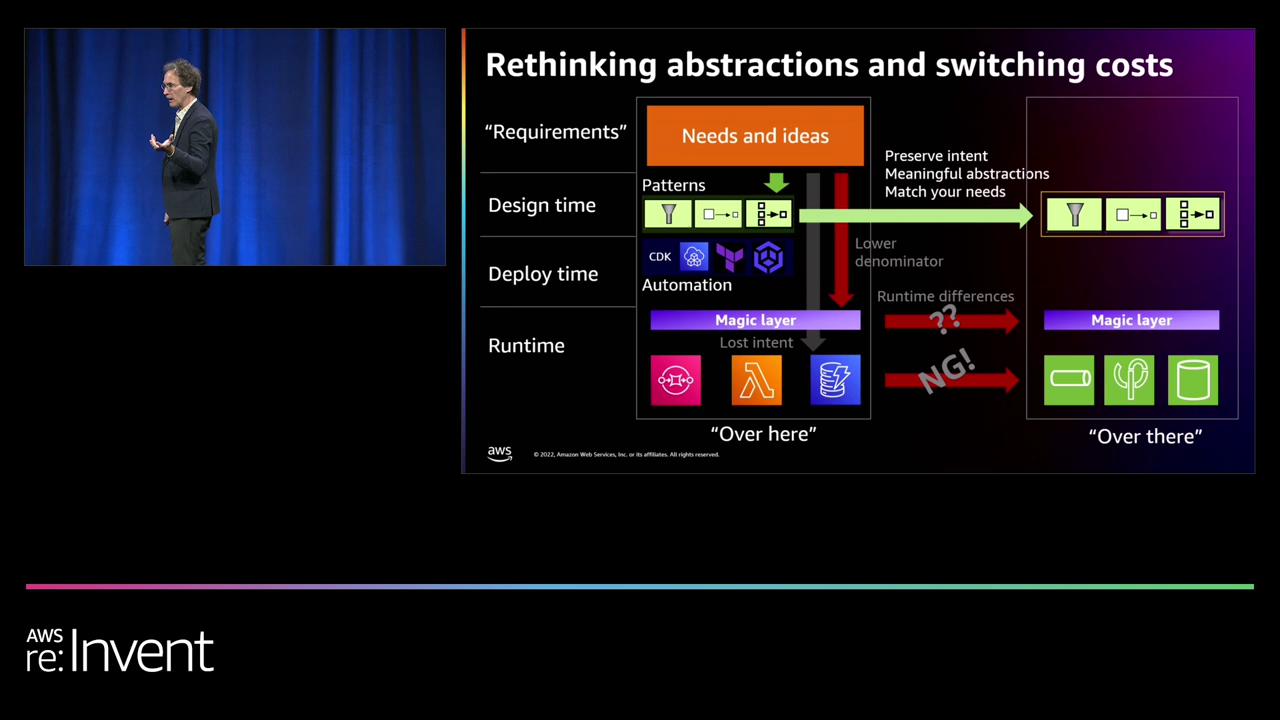 Rethinking abstractions and switching costs
“Requirements”
Needs and ideas
Preserve intent
Meaningful abstractions
Match your needs
Patterns
Design time
Lower
denominator
CDK
Deploy time
Automation
Runtime differences
??
Magic layer
Magic layer
Lost intent
Runtime
NG!
“Over here”
“Over there”
aws
© 2022, Amazon Web Services, Inc. or its affiliates. All rights reserved.
AWS
re:Invent